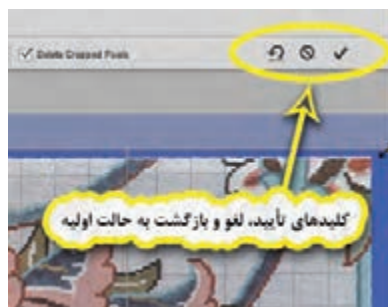 Delete Cropped Pixels
کلیدهای تأیید، لغو و بازگشت به حالت اولیه